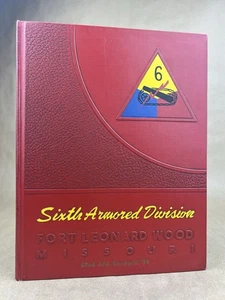 6
Sixth Armored Division
FORT LEONARD WOOD
MISSOURI